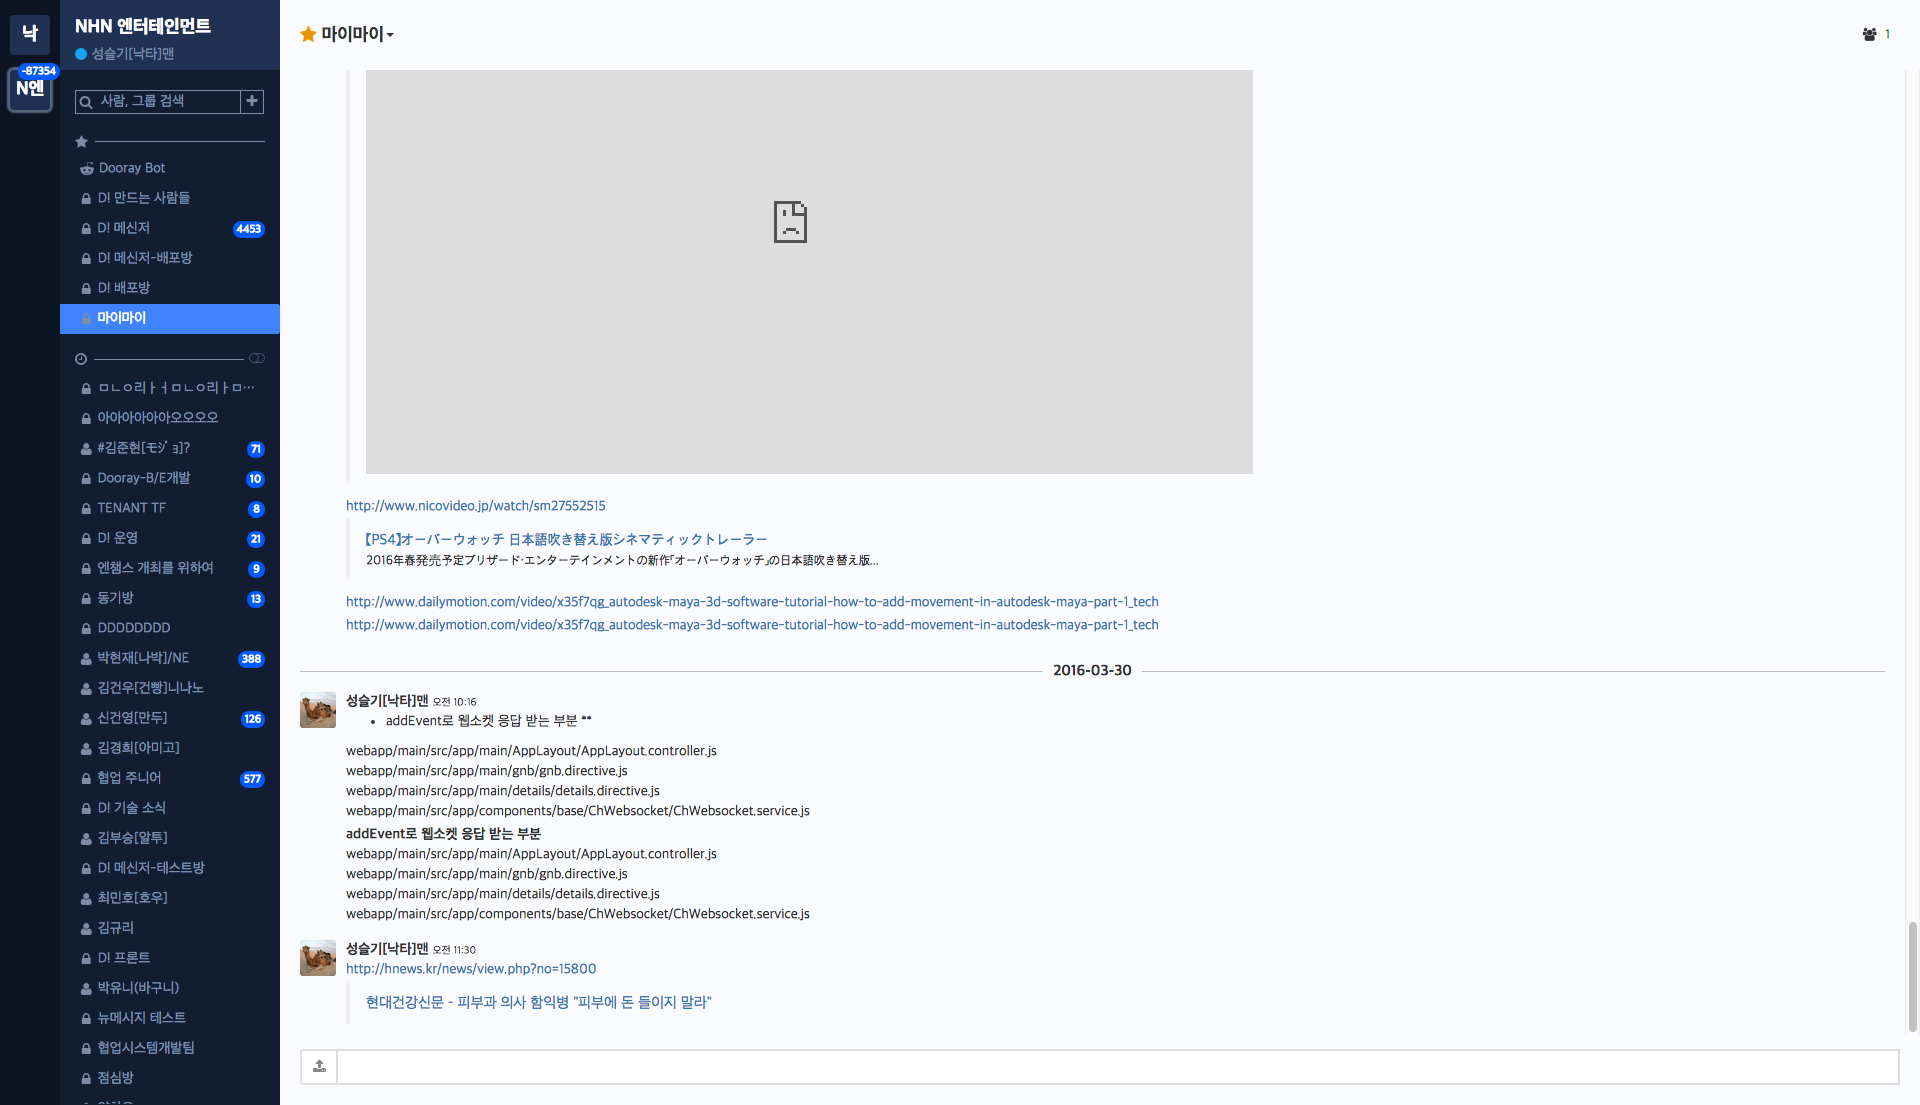 낙
-87354
N엔
NHN 엔터테인먼트
성슬기[낙타]맨
사람, 그룹 검색
Dooray Bot
D! 만드는 사람들
D! 메신저 4453
D! 메신저-배포방
D! 배포방
마이마이
ㅁㄴㅇ리ㅏㅓㅁㄴㅇ리ㅏㅁ…
아아아아아아오오오오
#김준현[モジョ]? 71
Dooray-B/E개발 10
TENANT TF 8
D! 운영 21
엔챔스 개최를 위하여 9
동기방 13
DDDDDDDD
박현재[나박]/NE 388
김건우[건빵]니나노
신건영[만두] 126
김경희[아미고]
협업 주니어 577
D! 기술 소식
김부승[알투]
D! 메신저-테스트방
최민호[호우]
김규리
D! 프론트
박유니(바구니)
뉴메시지 테스트
협업시스템개발팀
점심방
마이마이
1
http://www.nicovideo.jp/watch/sm27552515
【PS4】オーバーウォッチ 日本語吹き替え版シネマティックトレーラー
2016年春発売予定ブリザード·エンターテインメントの新作「オーバーウォッチ」の日本語吹き替え版...
http://www.dailymotion.com/video/x35f7qg_autodesk-maya-3d-software-tutorial-how-to-add-movement-in-autodesk-maya-part-1_tech
http://www.dailymotion.com/video/x35f7qg_autodesk-maya-3d-software-tutorial-how-to-add-movement-in-autodesk-maya-part-1_tech
2016-03-30
성슬기[낙타]맨 오전 10:16
• addEvent로 웹소켓 응답 받는 부분 **
webapp/main/src/app/main/AppLayout/AppLayout.controller.js
webapp/main/src/app/main/gnb/gnb.directive.js
webapp/main/src/app/main/details/details.directive.js
webapp/main/src/app/components/base/ChWebsocket/ChWebsocket.service.js
addEvent로 웹소켓 응답 받는 부분
webapp/main/src/app/main/AppLayout/AppLayout.controller.js
webapp/main/src/app/main/gnb/gnb.directive.js
webapp/main/src/app/main/details/details.directive.js
webapp/main/src/app/components/base/ChWebsocket/ChWebsocket.service.js
성슬기[낙타]맨 오전 11:30
http://hnews.kr/news/view.php?no=15800
현대건강신문 - 피부과 의사 함익병 "피부에 돈 들이지 말라"